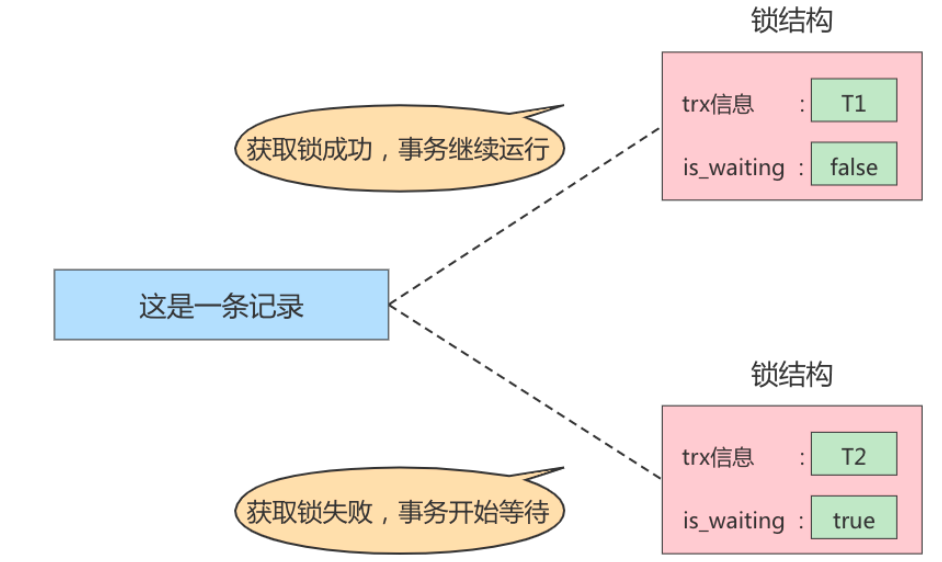 锁结构
trx信息 : T1
获取锁成功，事务继续运行
is_waiting : false
这是一条记录
锁结构
trx信息 : T2
获取锁失败，事务开始等待
is_waiting : true